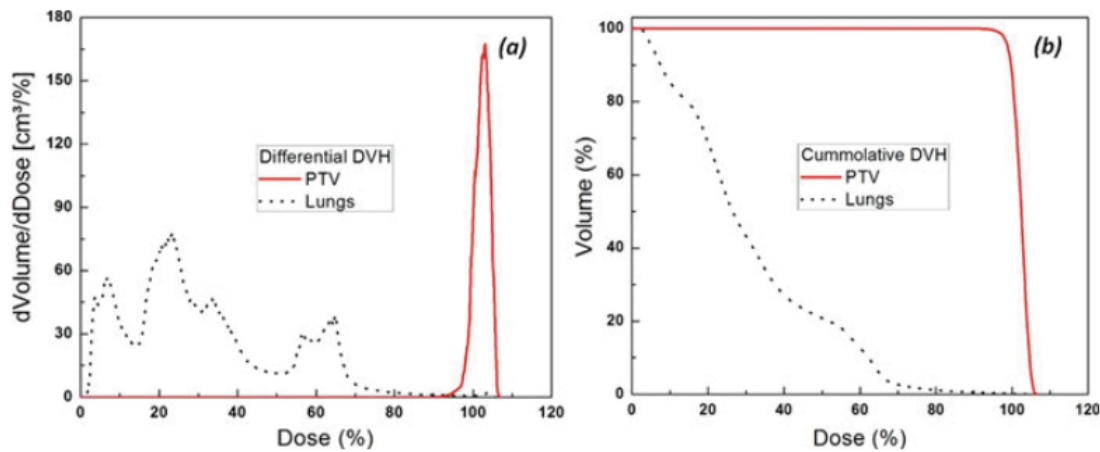 180
150
120
90
60
30
0
dVolume/dDose [cm³/%]
(a)
Differential DVH
PTV
Lungs
0 20 40 60 80 100 120
Dose (%)
100
80
60
40
20
0
Volume (%)
(b)
Cummolative DVH
PTV
Lungs
0 20 40 60 80 100 120
Dose (%)